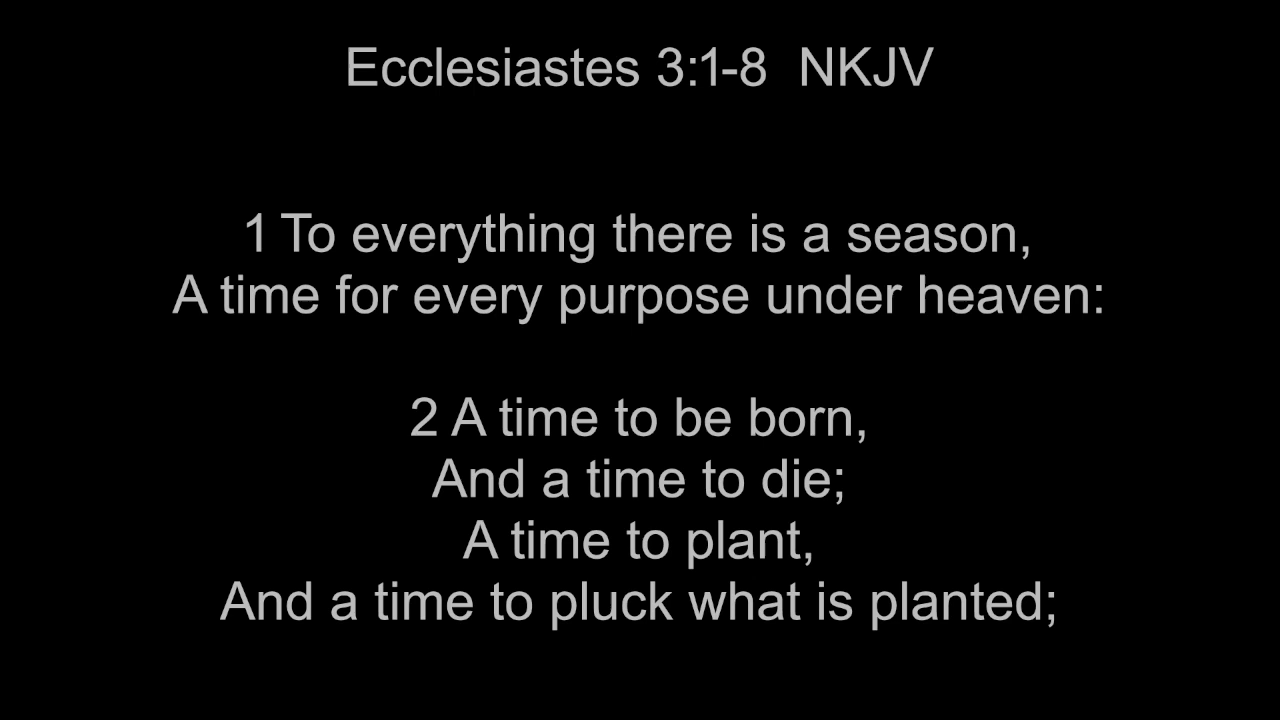 Ecclesiastes 3:1-8  NKJV
1 To everything there is a season,
A time for every purpose under heaven:
2 A time to be born,
And a time to die;
A time to plant,
And a time to pluck what is planted;